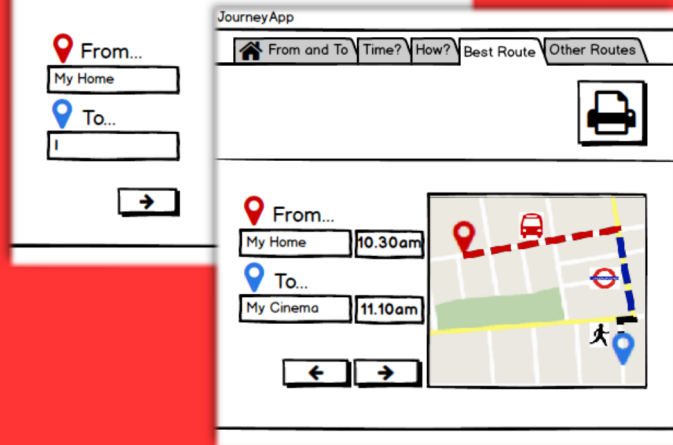 From...
My Home
To...
I
JourneyApp
From and To Time? How? Best Route Other Routes
From...
My Home 10.30am
To...
My Cinema 11.10am